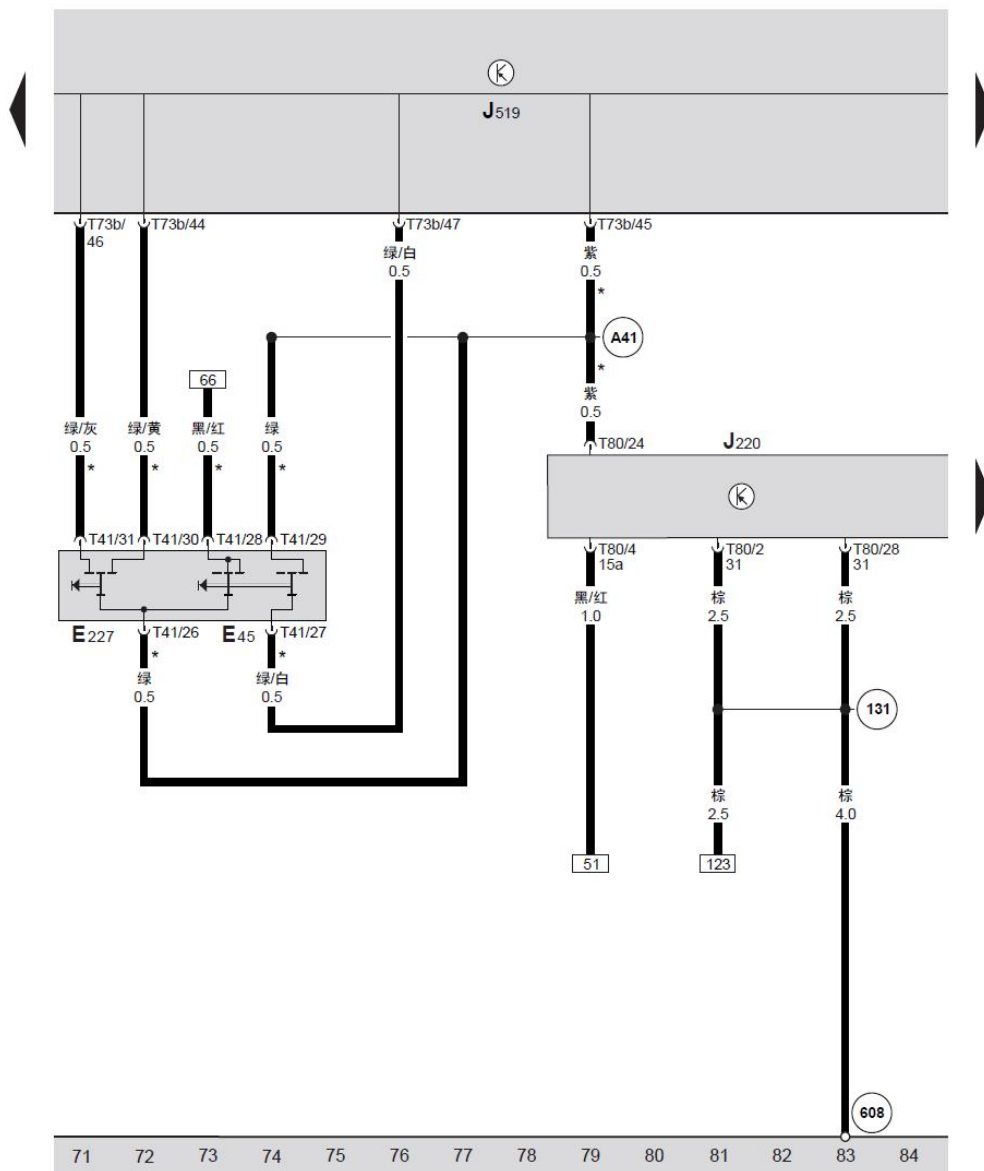 J519
T73b/
46
T73b/44
T73b/47
T73b/45
绿/白
0.5
紫
0.5
*
A41
*
66
紫
0.5
绿/灰
0.5
*
绿/黄
0.5
*
黑/红
0.5
*
绿
0.5
*
T80/24
J220
T41/31
T41/30
T41/28
T41/29
T80/4
15a
T80/2
31
T80/28
31
黑/红
1.0
棕
2.5
棕
2.5
E227
T41/26
E45
T41/27
*
绿
0.5
*
绿/白
0.5
131
棕
2.5
棕
4.0
51
123
608
71 72 73 74 75 76 77 78 79 80 81 82 83 84